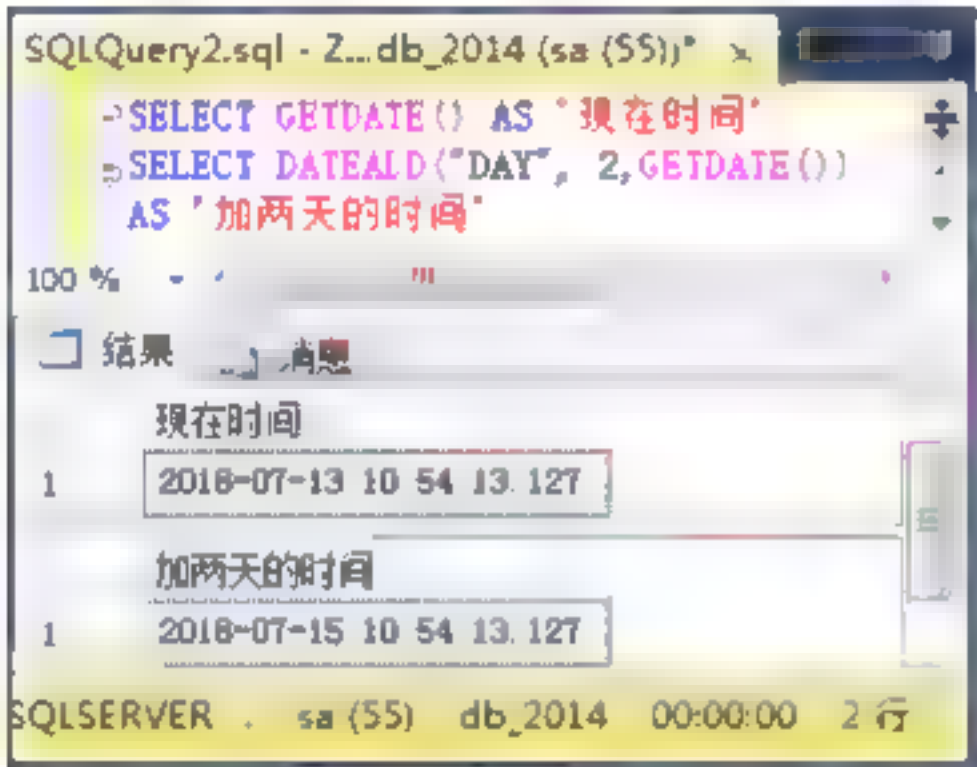 SQLQuery2.sql - Z...db_2014 (sa (55))*
SELECT GETDATE() AS '现在时间'
SELECT DATEADD("DAY", 2,GETDATE())
AS '加两天的时间'
100 %
结果 消息
现在时间
1 2018-07-13 10 54 13.127
加两天的时间
1 2018-07-15 10 54 13.127
SQLSERVER . sa (55) db_2014 00:00:00 2 行